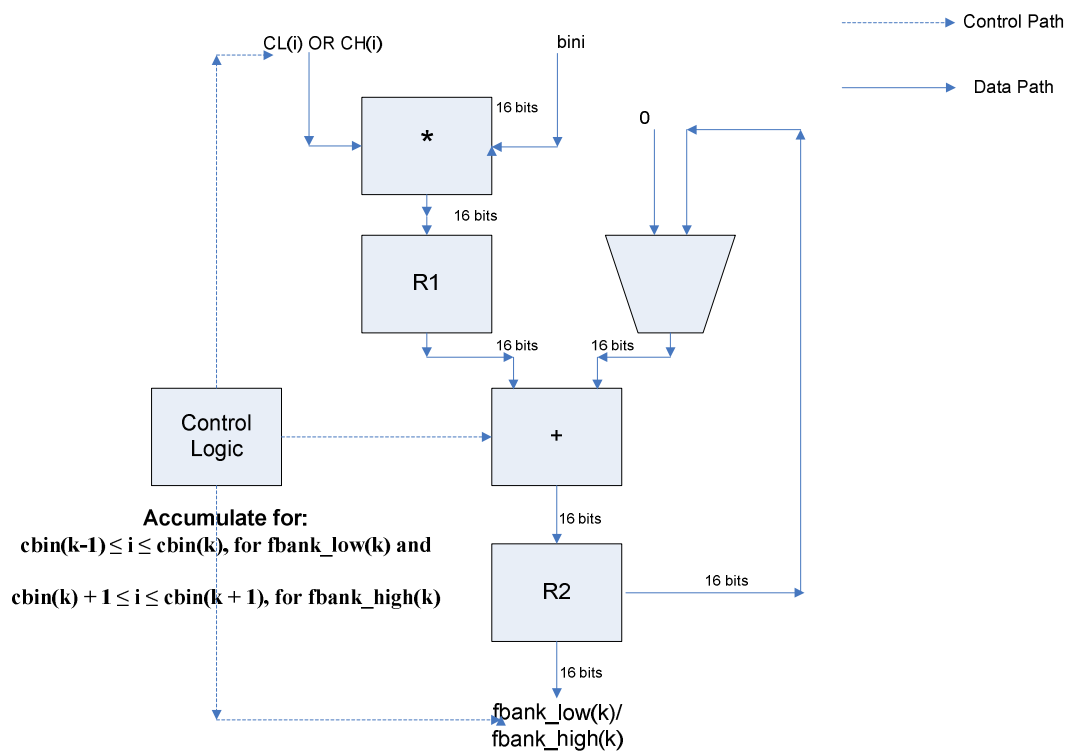 Control Path
CL(i) OR CH(i)
bini
Data Path
16 bits
*
0
16 bits
R1
16 bits
16 bits
Control
Logic
+
Accumulate for:
cbin(k-1) ≤ i ≤ cbin(k), for fbank_low(k) and
cbin(k) + 1 ≤ i ≤ cbin(k + 1), for fbank_high(k)
16 bits
R2
16 bits
16 bits
fbank_low(k)/
fbank_high(k)